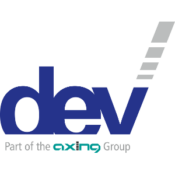 dev
Part of the axing Group